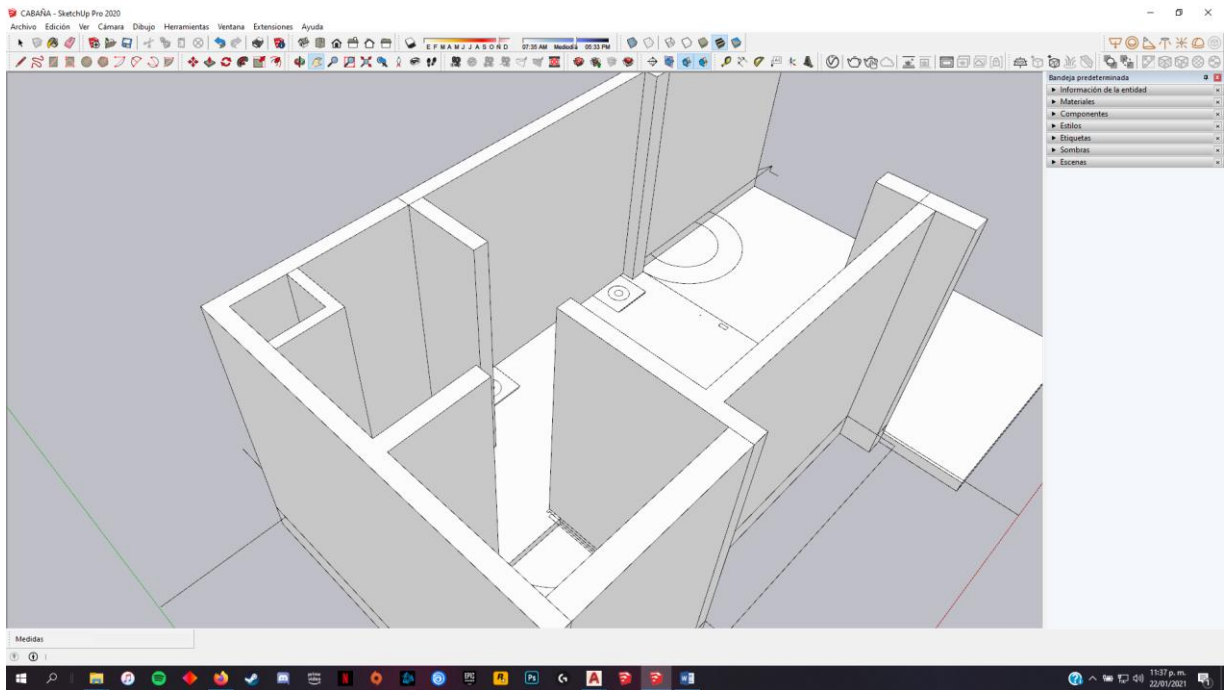 CABAÑA - SketchUp Pro 2020
Archivo Edición Ver Cámara Dibujo Herramientas Ventana Extensiones Ayuda
E F M A M J J A S O N D 07:35 AM Mediodía 05:33 PM
Bandeja predeterminada
Información de la entidad
Materiales
Componentes
Estilos
Etiquetas
Sombras
Escenas
Medidas
11:37 p. m.
22/01/2021